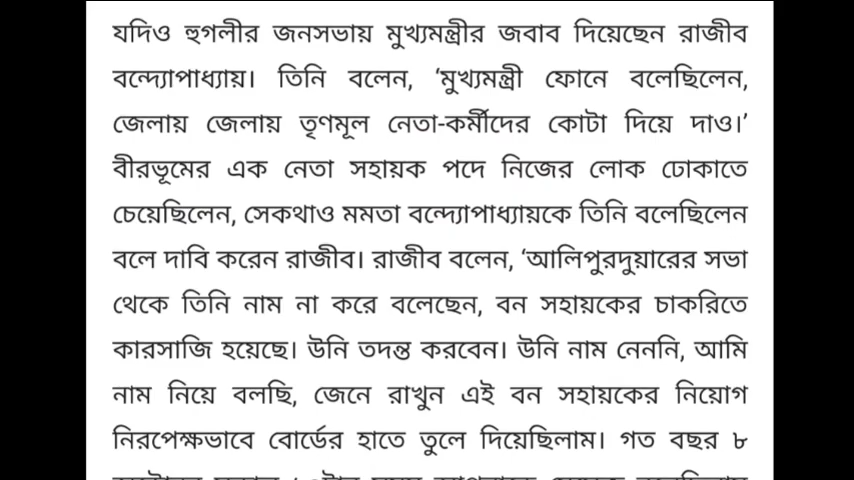 যদিও হুগলীর জনসভায় মুখ্যমন্ত্রীর জবাব দিয়েছেন রাজীব
বন্দ্যোপাধ্যায়। তিনি বলেন, ‘মুখ্যমন্ত্রী ফোনে বলেছিলেন,
জেলায় জেলায় তৃণমূল নেতা-কর্মীদের কোটা দিয়ে দাও।’
বীরভূমের এক নেতা সহায়ক পদে নিজের লোক ঢোকাতে
চেয়েছিলেন, সেকথাও মমতা বন্দ্যোপাধ্যায়কে তিনি বলেছিলেন
বলে দাবি করেন রাজীব। রাজীব বলেন, ‘আলিপুরদুয়ারের সভা
থেকে তিনি নাম না করে বলেছেন, বন সহায়কের চাকরিতে
কারসাজি হয়েছে। উনি তদন্ত করবেন। উনি নাম নেননি, আমি
নাম নিয়ে বলছি, জেনে রাখুন এই বন সহায়কের নিয়োগ
নিরপেক্ষভাবে বোর্ডের হাতে তুলে দিয়েছিলাম। গত বছর ৮